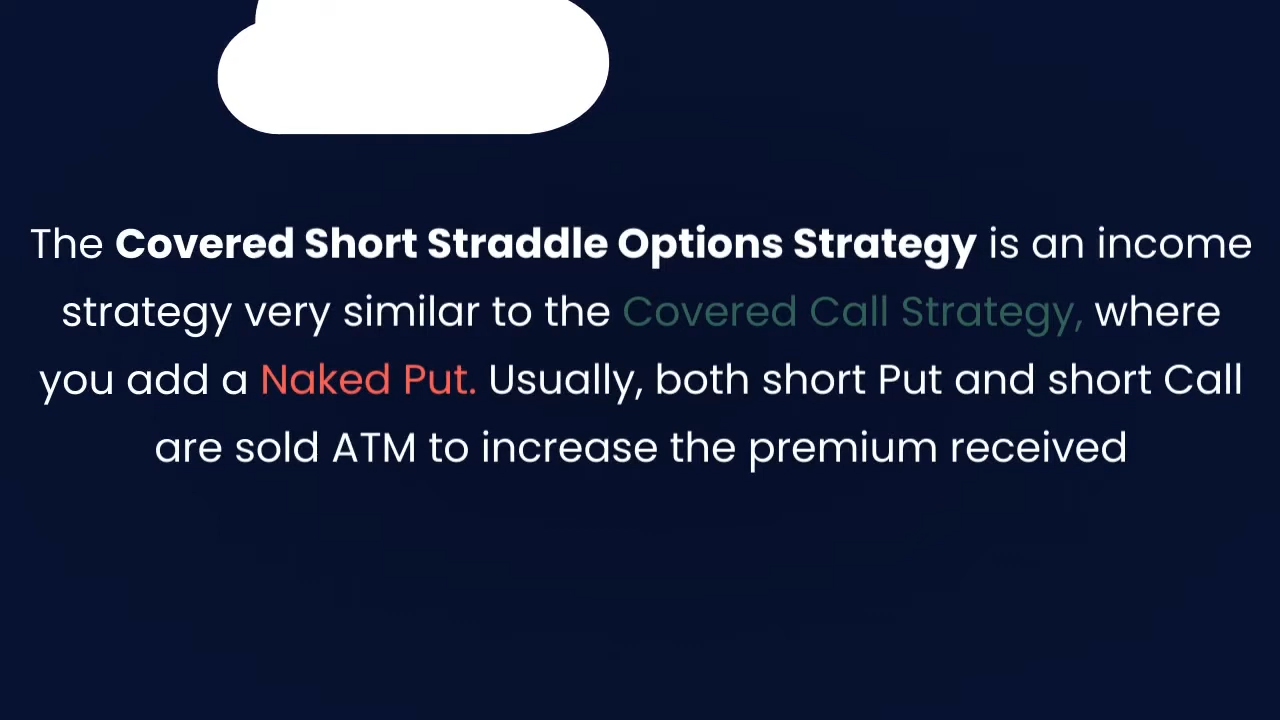 The Covered Short Straddle Options Strategy is an income
strategy very similar to the Covered Call Strategy, where
you add a Naked Put. Usually, both short Put and short Call
are sold ATM to increase the premium received